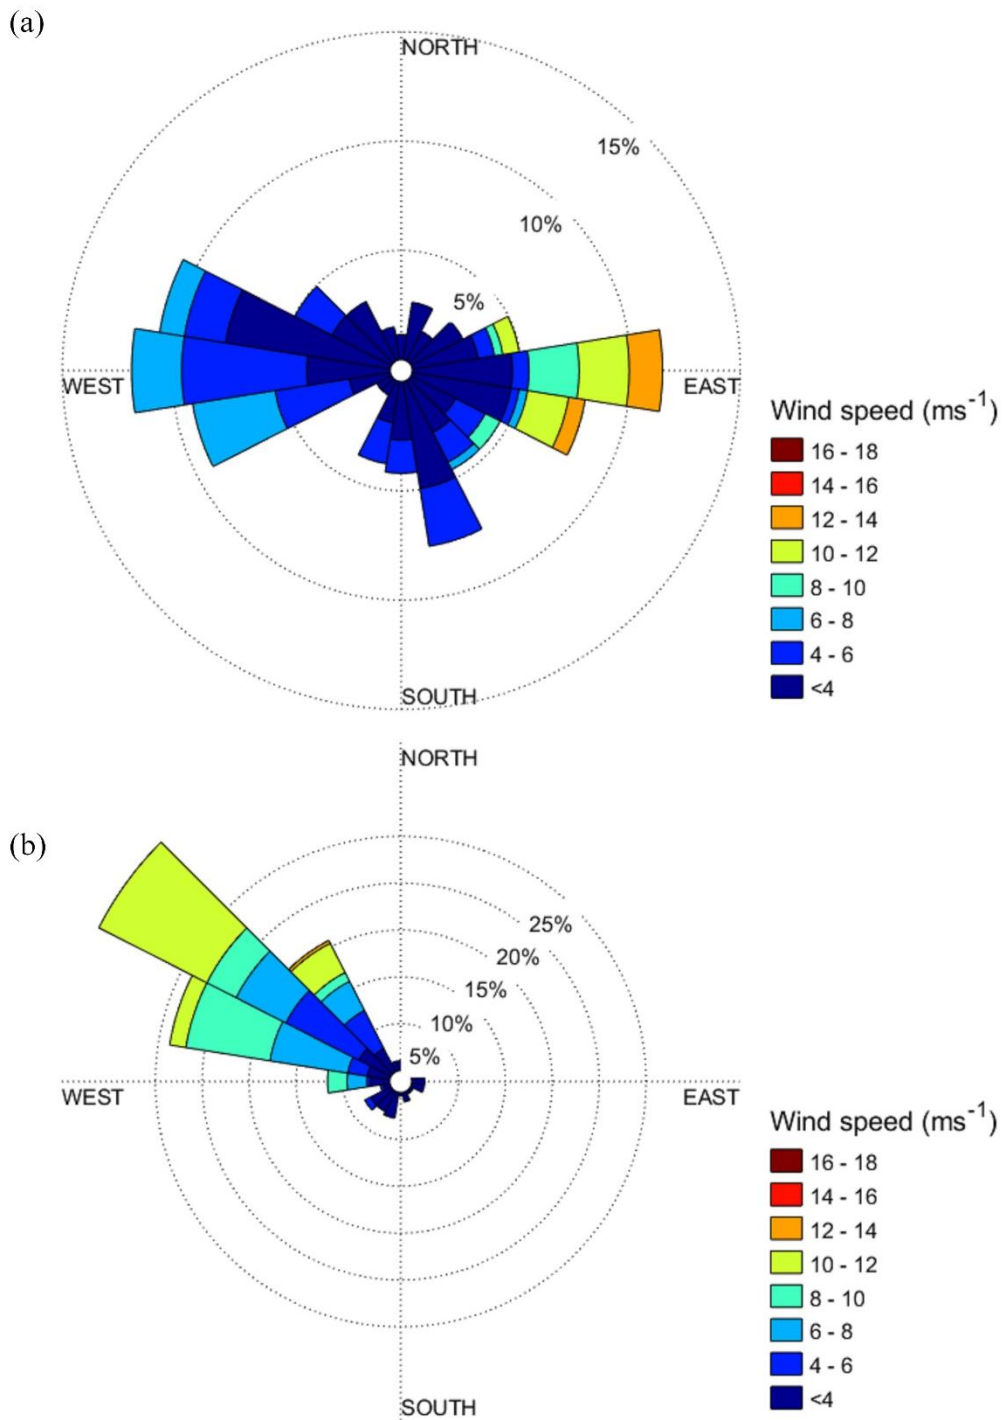 (a)
NORTH
15%
10%
5%
WEST
EAST
Wind speed (ms-1)
16 - 18
14 - 16
12 - 14
10 - 12
8 - 10
6 - 8
4 - 6
<4
SOUTH
NORTH
(b)
25%
20%
15%
10%
5%
WEST
EAST
Wind speed (ms-1)
16 - 18
14 - 16
12 - 14
10 - 12
8 - 10
6 - 8
4 - 6
<4
SOUTH